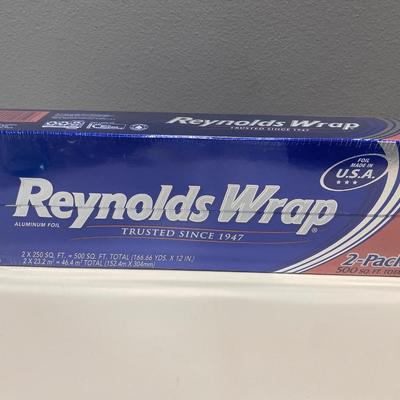 Reynolds Wrap
TRUSTED SINCE 1947
FOIL
MADE IN
U.S.A.
Reynolds Wrap®
ALUMINUM FOIL
TRUSTED SINCE 1947
2 X 250 SQ. FT. = 500 SQ. FT. TOTAL (166.66 YDS. X 12 IN.)
2 X 23.2 m² = 46.4 m² TOTAL (152.4m X 304mm)
2-Pack
500 SQ. FT. TOTAL